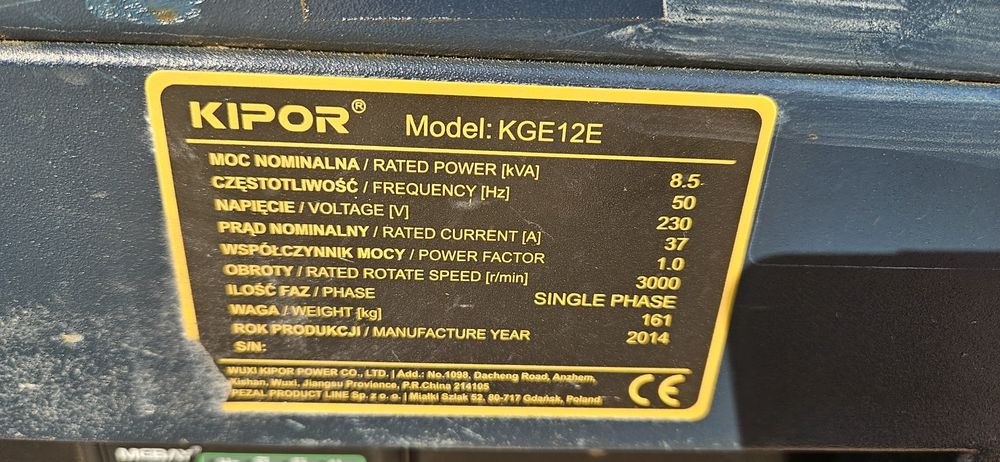 KIPOR® Model: KGE12E
MOC NOMINALNA / RATED POWER [kVA] 8.5
CZĘSTOTLIWOŚĆ / FREQUENCY [Hz] 50
NAPIĘCIE / VOLTAGE [V] 230
PRĄD NOMINALNY / RATED CURRENT [A] 37
WSPÓŁCZYNNIK MOCY / POWER FACTOR 1.0
OBROTY / RATED ROTATE SPEED [r/min] 3000
ILOŚĆ FAZ / PHASE SINGLE PHASE
WAGA / WEIGHT [kg] 161
ROK PRODUKCJI / MANUFACTURE YEAR 2014
S/N:
WUXI KIPOR POWER CO., LTD. | Add.: No.1098, Dacheng Road, Anzhem,
Xishan, Wuxi, Jiangsu Provience, P.R.China 214105
PEZAL PRODUCT LINE Sp. z o. o. | Miałki Szlak 52, 80-717 Gdańsk, Poland
CE